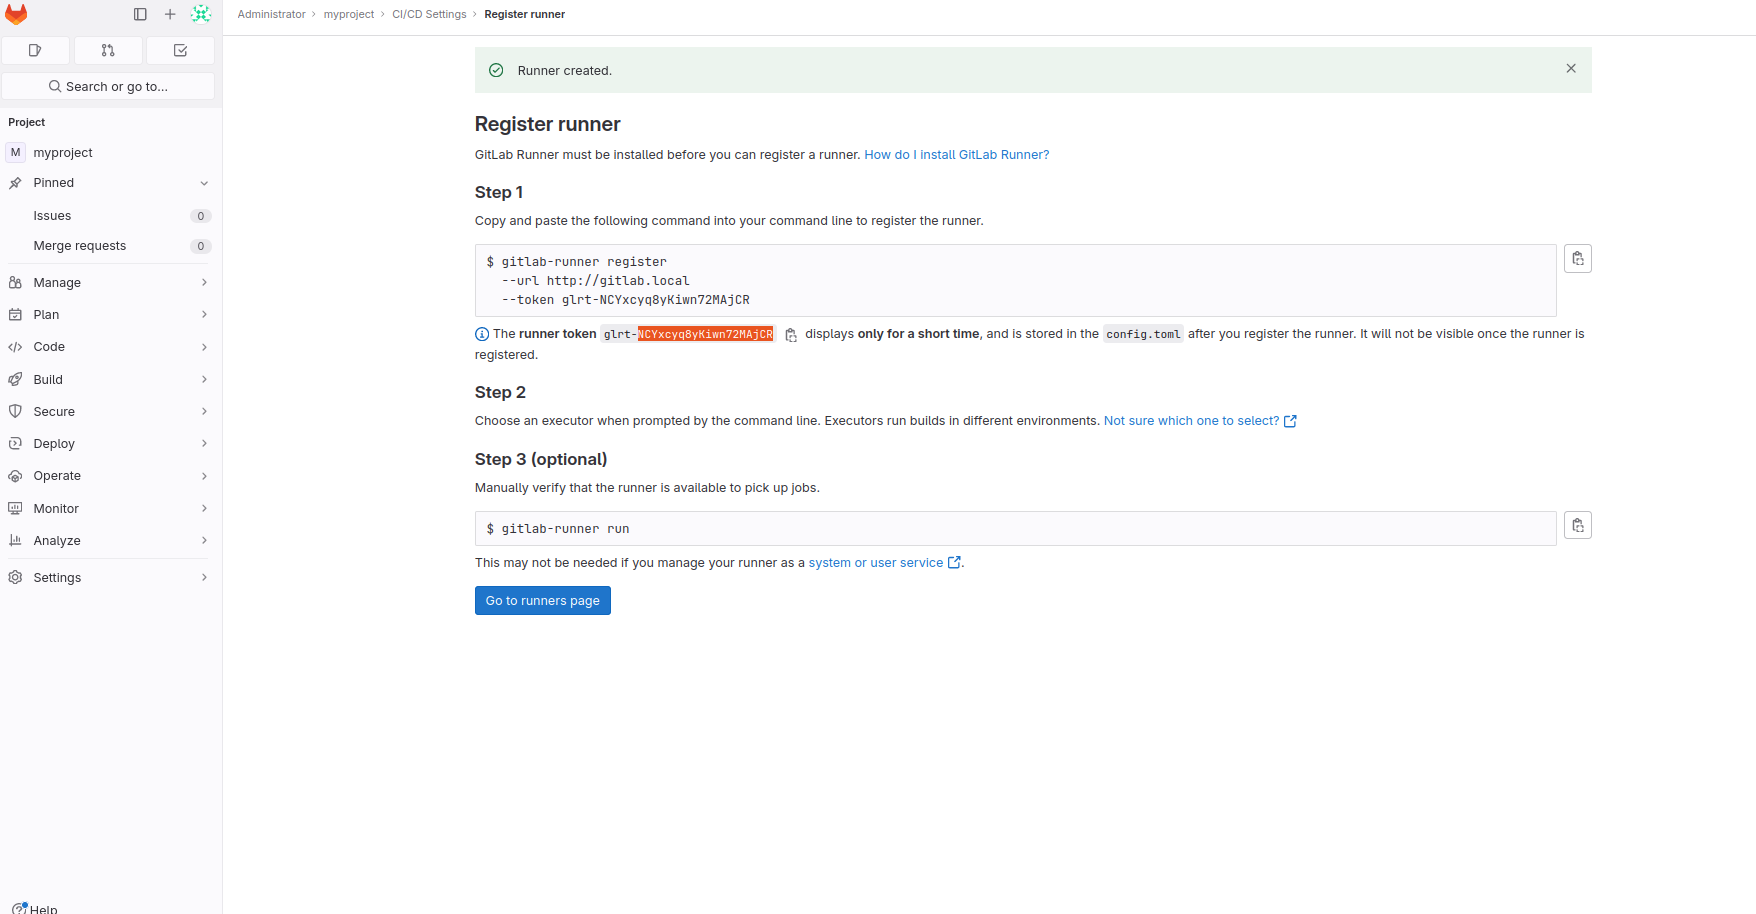 Administrator > myproject > CI/CD Settings > Register runner
Search or go to...
Project
M myproject
Pinned
Issues 0
Merge requests 0
Manage
Plan
Code
Build
Secure
Deploy
Operate
Monitor
Analyze
Settings
Help
Runner created.
Register runner
GitLab Runner must be installed before you can register a runner. How do I install GitLab Runner?
Step 1
Copy and paste the following command into your command line to register the runner.
$ gitlab-runner register
--url http://gitlab.local
--token glrt-NCYxcyq8yKiwn72MAjCR
The runner token glrt-NCYxcyq8yKiwn72MAjCR displays only for a short time, and is stored in the config.toml after you register the runner. It will not be visible once the runner is
registered.
Step 2
Choose an executor when prompted by the command line. Executors run builds in different environments. Not sure which one to select?
Step 3 (optional)
Manually verify that the runner is available to pick up jobs.
$ gitlab-runner run
This may not be needed if you manage your runner as a system or user service.
Go to runners page